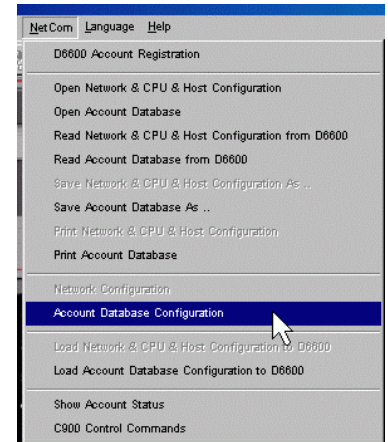 NetCom Language Help
D6600 Account Registration
Open Network & CPU & Host Configuration
Open Account Database
Read Network & CPU & Host Configuration from D6600
Read Account Database from D6600
Save Network & CPU & Host Configuration As ..
Save Account Database As ..
Print Network & CPU & Host Configuration
Print Account Database
Network Configuration
Account Database Configuration
Load Network & CPU & Host Configuration to D6600
Load Account Database Configuration to D6600
Show Account Status
C900 Control Commands